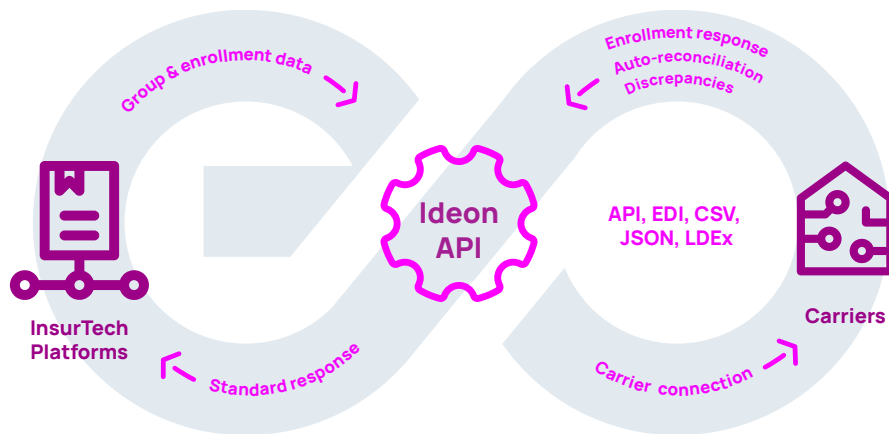 Group & enrollment data
Enrollment response
Auto-reconciliation
Discrepancies
Ideon
API
API, EDI, CSV,
JSON, LDEx
InsurTech
Platforms
Carriers
Standard response
Carrier connection